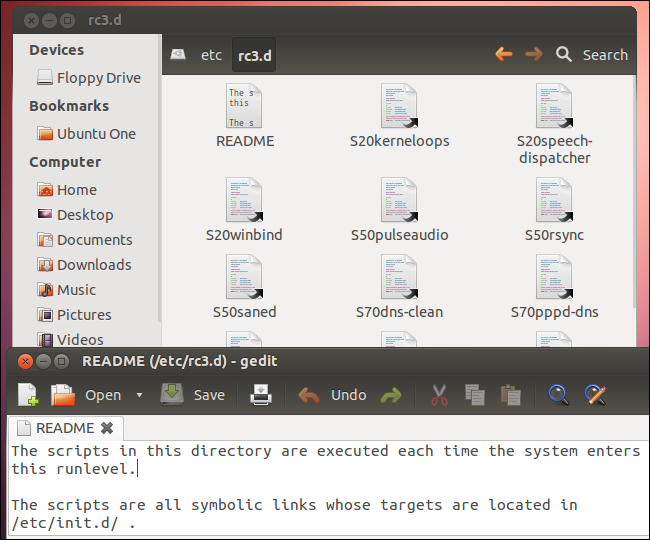 rc3.d
Devices
Floppy Drive
Bookmarks
Ubuntu One
Computer
Home
Desktop
Documents
Downloads
Music
Pictures
Videos
etc
rc3.d
Search
The s
this
The s
README
S20kerneloops
S20speech-
dispatcher
S20winbind
S50pulseaudio
S50rsync
S50saned
S70dns-clean
S70pppd-dns
README (/etc/rc3.d) - gedit
Open
Save
Undo
README
The scripts in this directory are executed each time the system enters
this runlevel.
The scripts are all symbolic links whose targets are located in
/etc/init.d/ .